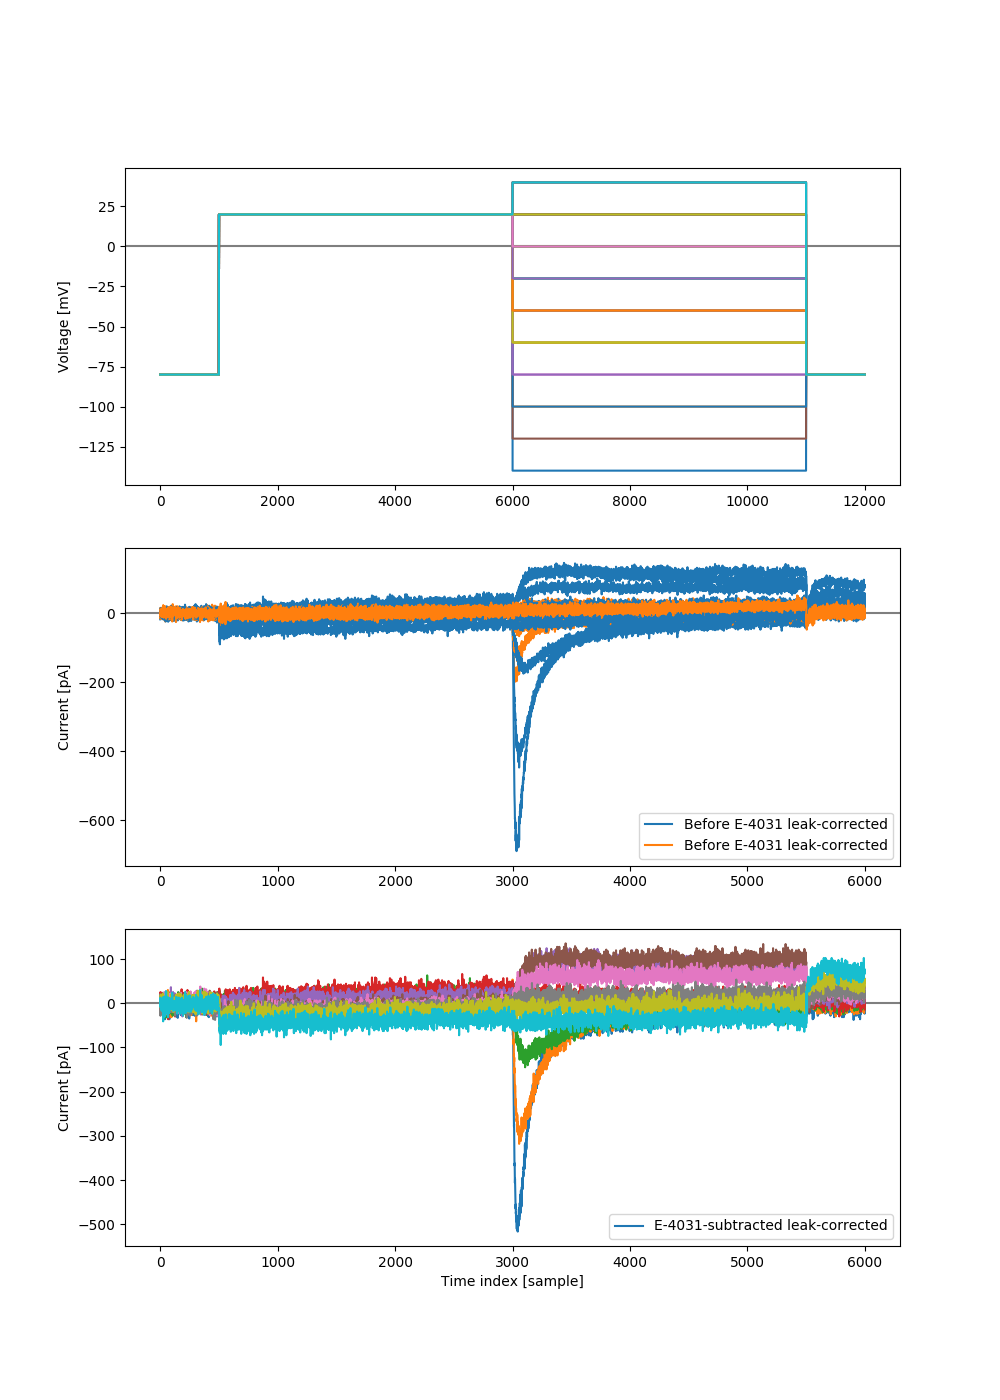 25
0
−25
−50
−75
−100
−125
Voltage [mV]
0 2000 4000 6000 8000 10000 12000
0
−200
−400
−600
Current [pA]
Before E-4031 leak-corrected
Before E-4031 leak-corrected
0 1000 2000 3000 4000 5000 6000
100
0
−100
−200
−300
−400
−500
Current [pA]
E-4031-subtracted leak-corrected
0 1000 2000 3000 4000 5000 6000
Time index [sample]